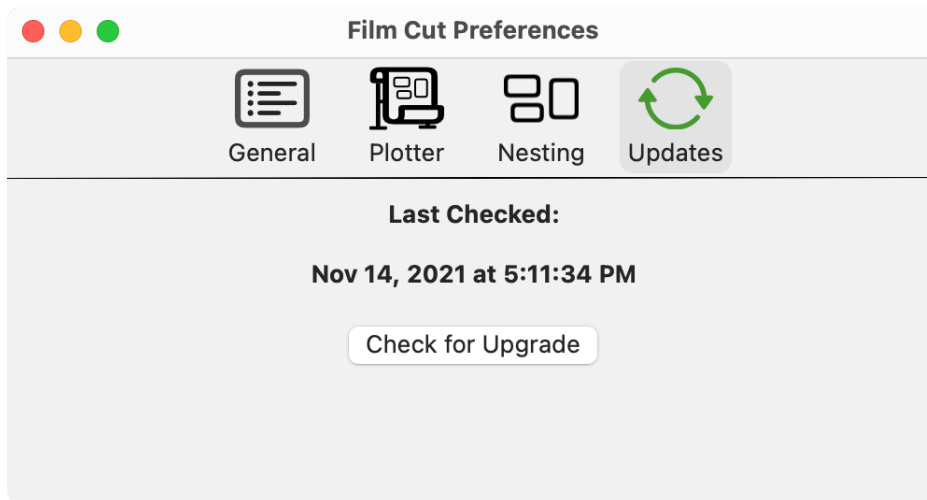 Film Cut Preferences
General Plotter Nesting Updates
Last Checked:
Nov 14, 2021 at 5:11:34 PM
Check for Upgrade